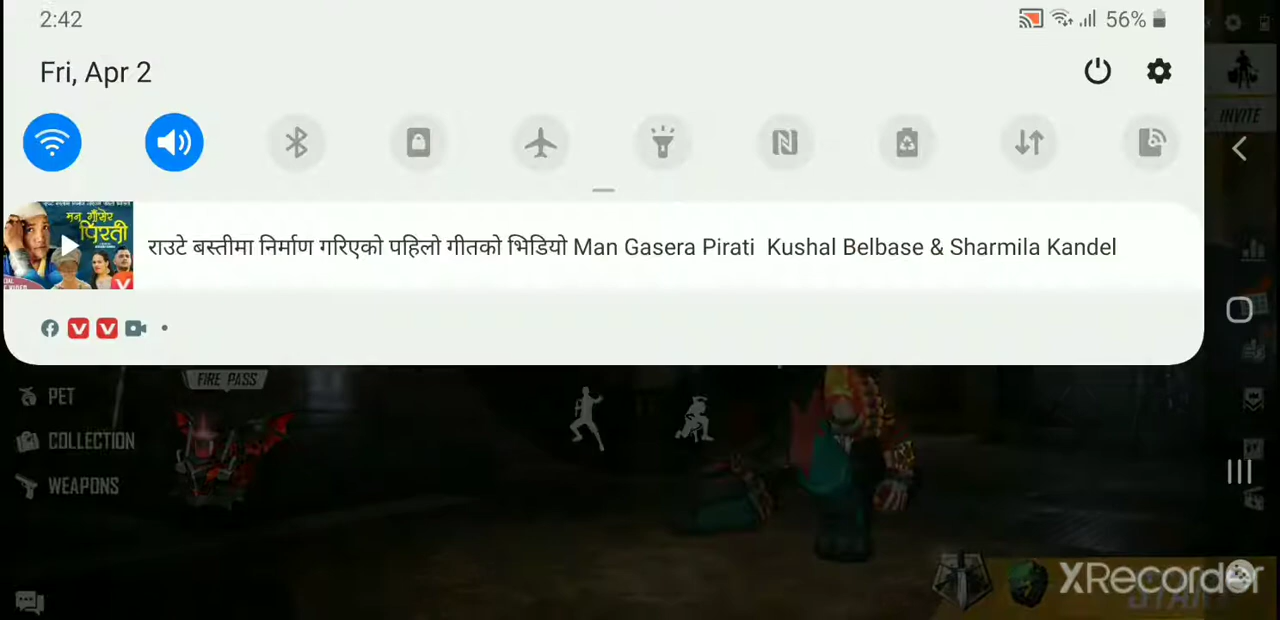 2:42
56%
Fri, Apr 2
INVITE
मन गाँसेर
पिरती
राउटे बस्तीमा निर्माण गरिएको पहिलो गीतको भिडियो Man Gasera Pirati Kushal Belbase & Sharmila Kandel
FIRE PASS
PET
COLLECTION
WEAPONS
XRecorder
START